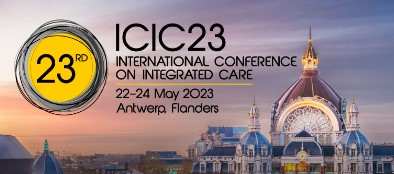 23RD
ICIC23
INTERNATIONAL CONFERENCE
ON INTEGRATED CARE
22-24 May 2023
Antwerp, Flanders